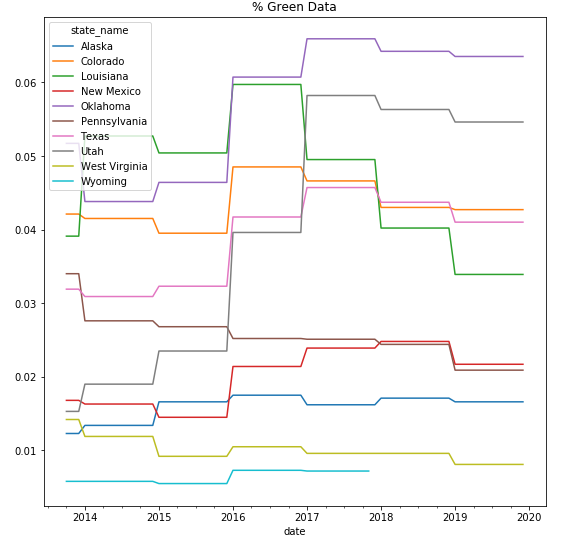 % Green Data
state_name
Alaska
Colorado
Louisiana
New Mexico
Oklahoma
Pennsylvania
Texas
Utah
West Virginia
Wyoming
0.06
0.05
0.04
0.03
0.02
0.01
2014 2015 2016 2017 2018 2019 2020
date